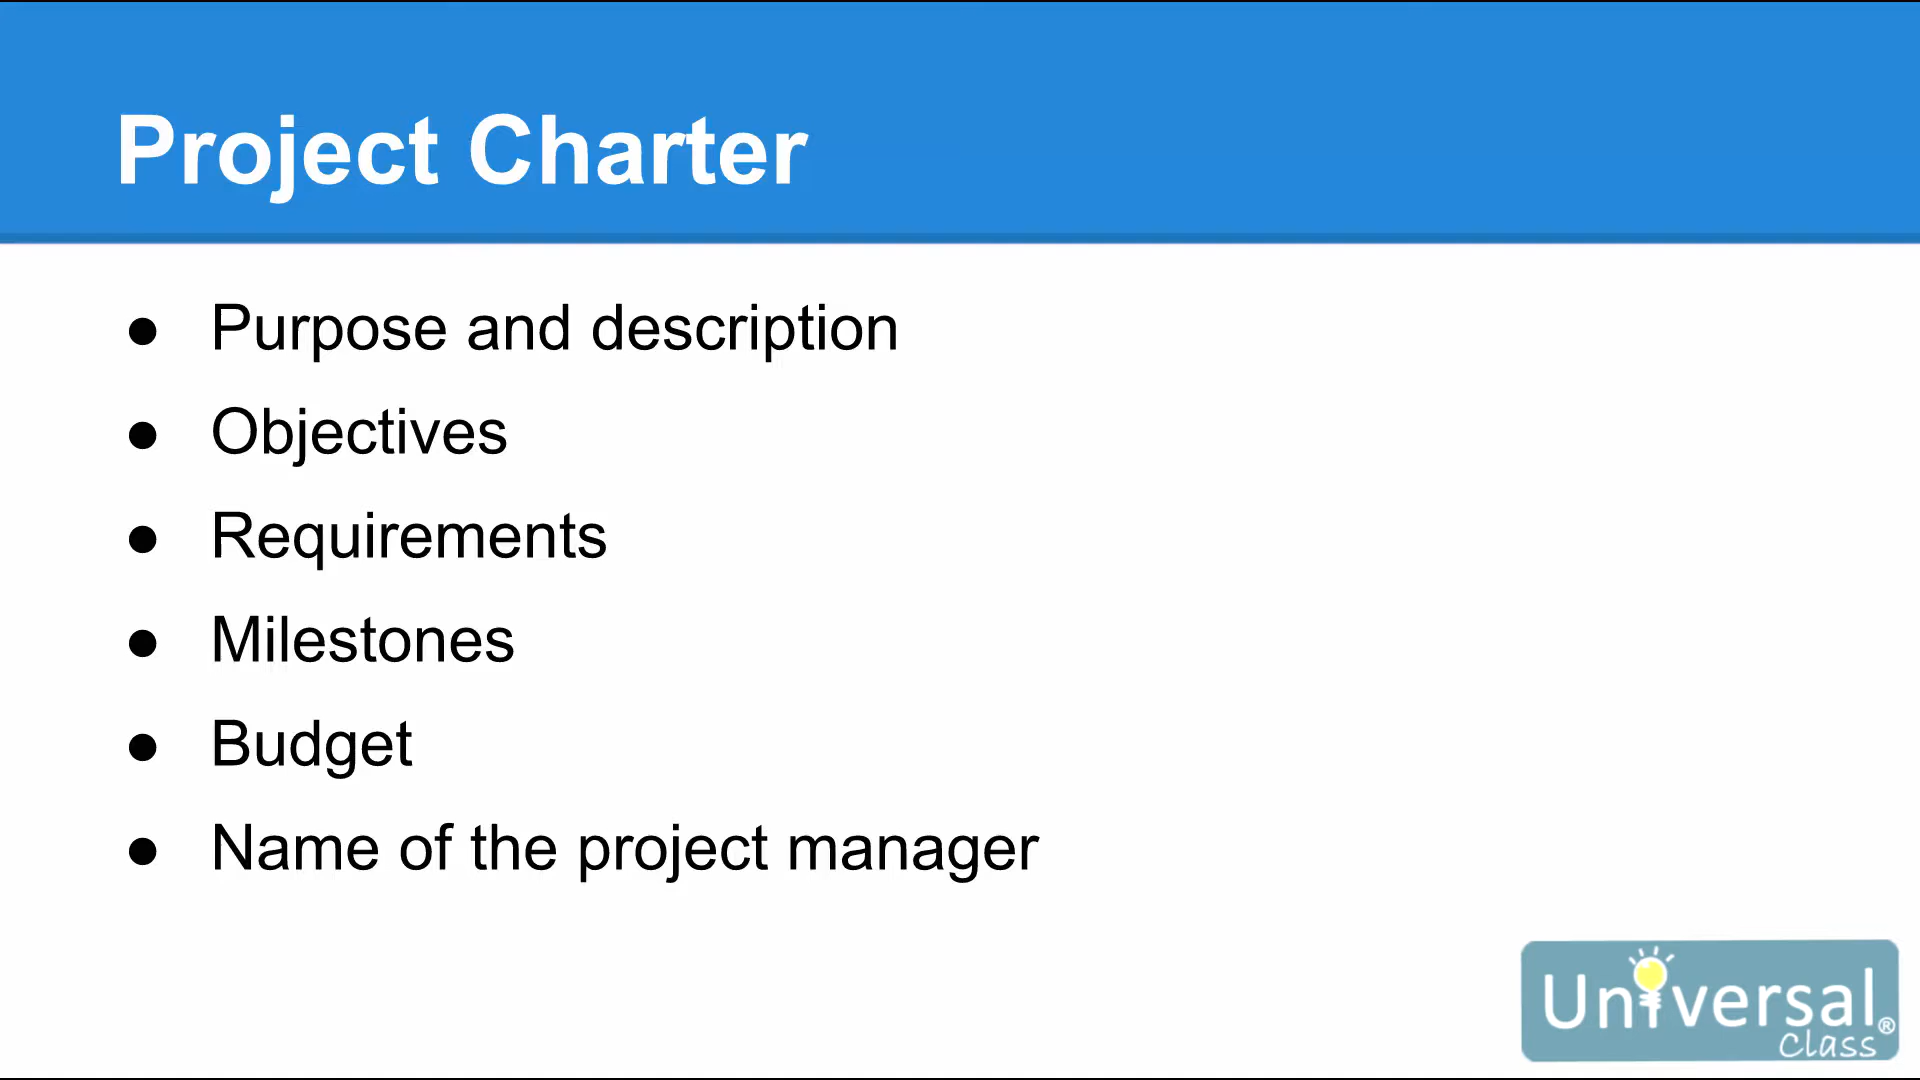 Project Charter
● Purpose and description
● Objectives
● Requirements
● Milestones
● Budget
● Name of the project manager
Universal®
Class